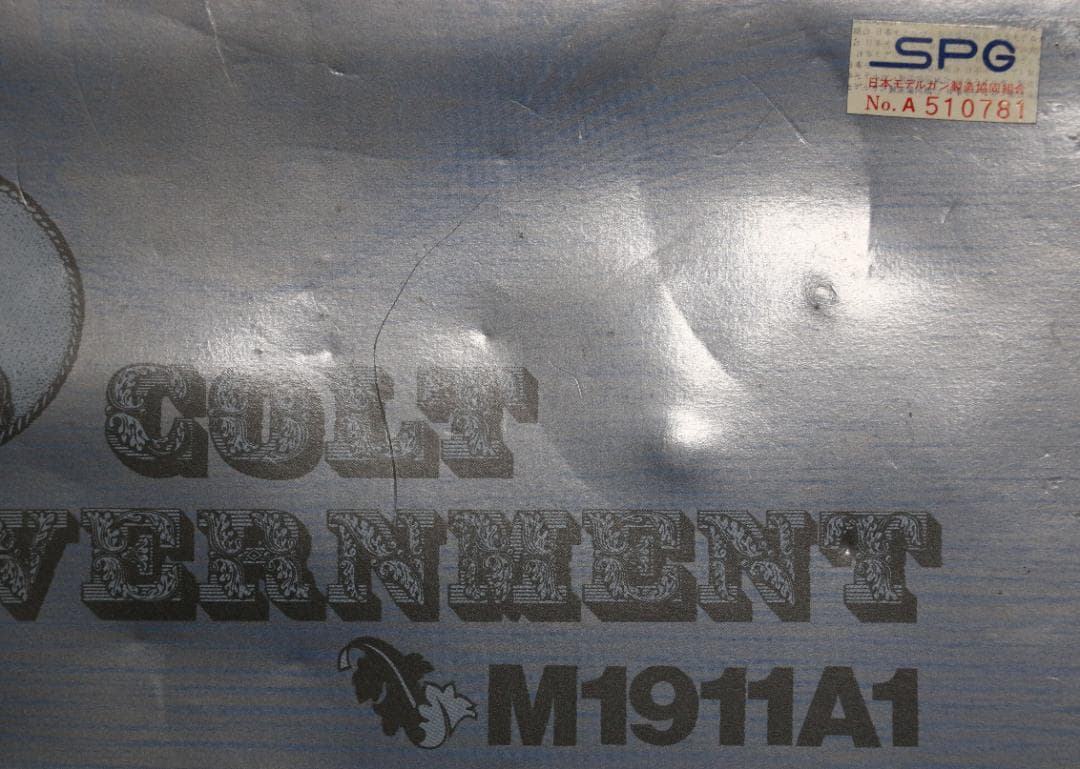 SPG
日本モデルガン製造協同組合
No. A 510781
COLT
VERNMENT
M1911A1